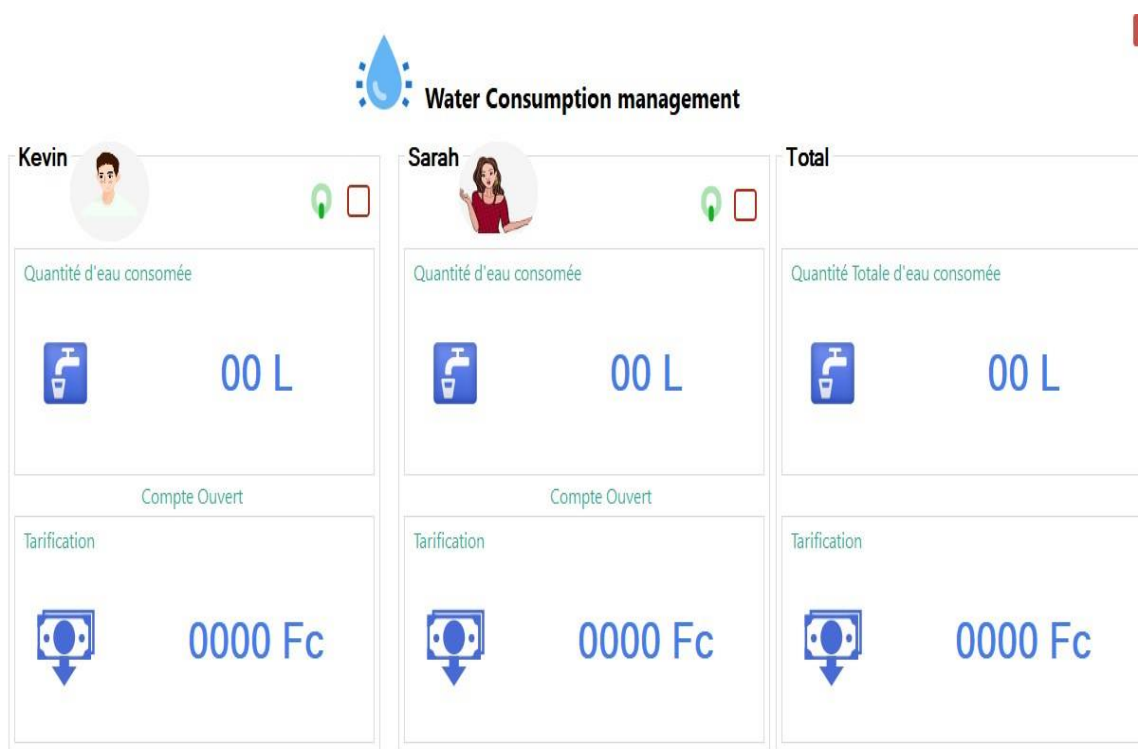 Water Consumption management
Kevin
Sarah
Total
Quantité d'eau consomée
Quantité d'eau consomée
Quantité Totale d'eau consomée
00 L
00 L
00 L
Compte Ouvert
Compte Ouvert
Tarification
Tarification
Tarification
0000 Fc
0000 Fc
0000 Fc